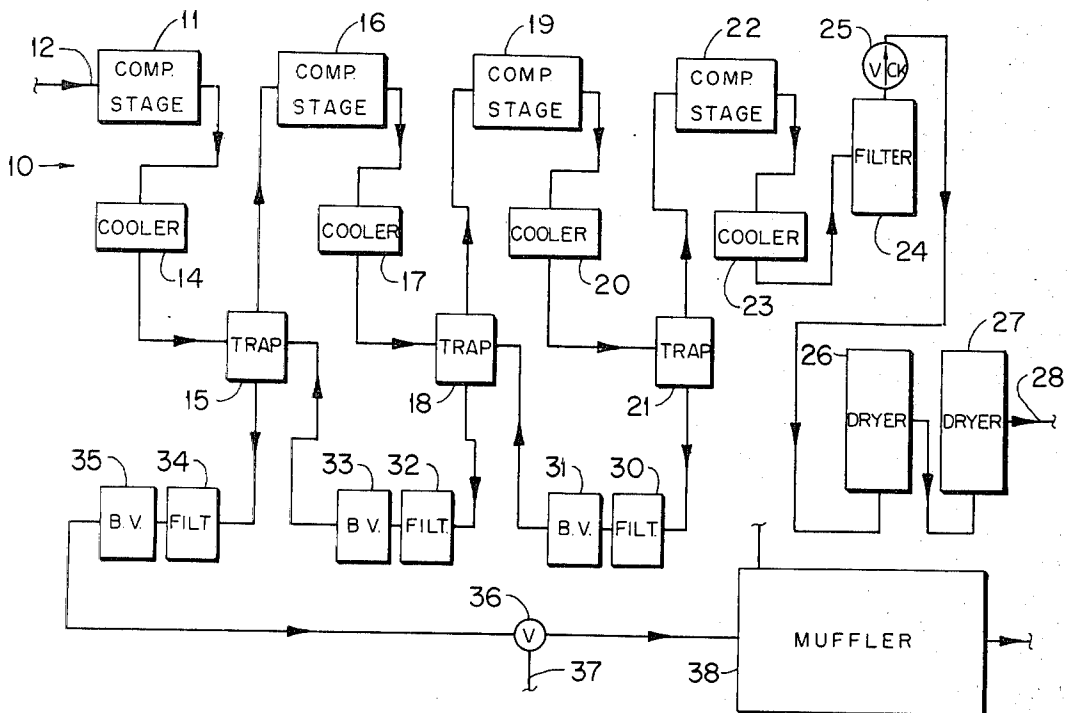 11
16
19
22
25
12
COMP.
STAGE
COMP.
STAGE
COMP.
STAGE
COMP.
STAGE
V CK
FILTER
10
COOLER
COOLER
COOLER
COOLER
14
17
20
23
24
TRAP
TRAP
TRAP
15
18
21
26
27
28
DRYER
DRYER
35
34
33
32
31
30
B.V.
FILT.
B.V.
FILT.
B.V.
FILT.
36
V
37
38
MUFFLER